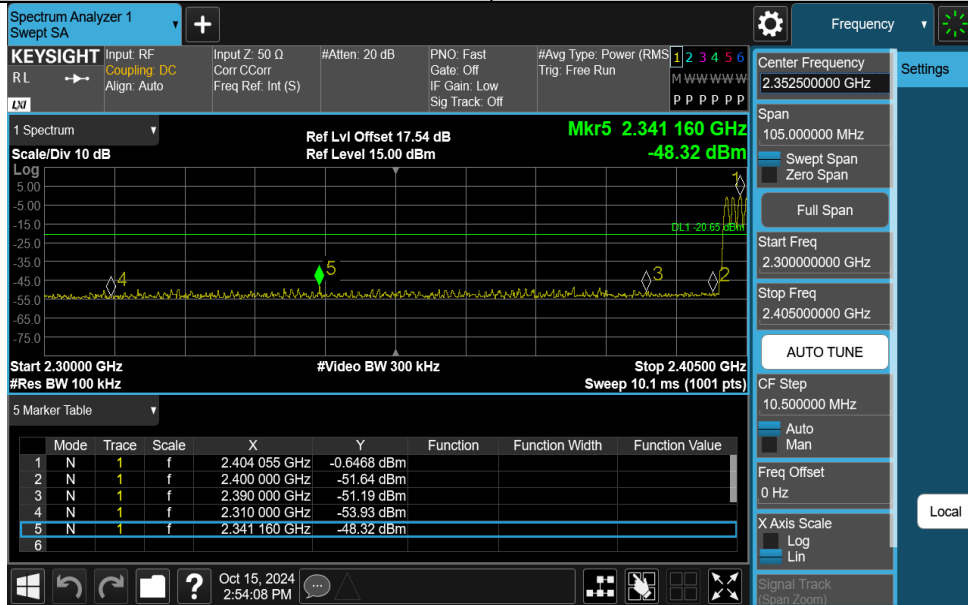 Spectrum Analyzer 1
Swept SA
+
Frequency
KEYSIGHT
RL
LXI
Input: RF
Coupling: DC
Align: Auto
Input Z: 50 Ω
Corr CCorr
Freq Ref: Int (S)
#Atten: 20 dB
PNO: Fast
Gate: Off
IF Gain: Low
Sig Track: Off
#Avg Type: Power (RMS
Trig: Free Run
1 2 3 4 5 6
M W W W W W
P P P P P P
1 Spectrum
Scale/Div 10 dB
Ref Lvl Offset 17.54 dB
Ref Level 15.00 dBm
Mkr5 2.341 160 GHz
-48.32 dBm
Log
5.00
-5.00
-15.0
-25.0
-35.0
-45.0
-55.0
-65.0
-75.0
1
DL1 -20.65 dBm
4
5
3
2
Start 2.30000 GHz
#Video BW 300 kHz
Stop 2.40500 GHz
#Res BW 100 kHz
Sweep 10.1 ms (1001 pts)
5 Marker Table
Mode Trace Scale X Y Function Function Width Function Value
1 N 1 f 2.404 055 GHz -0.6468 dBm
2 N 1 f 2.400 000 GHz -51.64 dBm
3 N 1 f 2.390 000 GHz -51.19 dBm
4 N 1 f 2.310 000 GHz -53.93 dBm
5 N 1 f 2.341 160 GHz -48.32 dBm
6
?
Oct 15, 2024
2:54:08 PM
Center Frequency
2.352500000 GHz
Span
105.000000 MHz
Swept Span
Zero Span
Full Span
Start Freq
2.300000000 GHz
Stop Freq
2.405000000 GHz
AUTO TUNE
CF Step
10.500000 MHz
Auto
Man
Freq Offset
0 Hz
X Axis Scale
Log
Lin
Signal Track
(Span Zoom)
Settings
Local